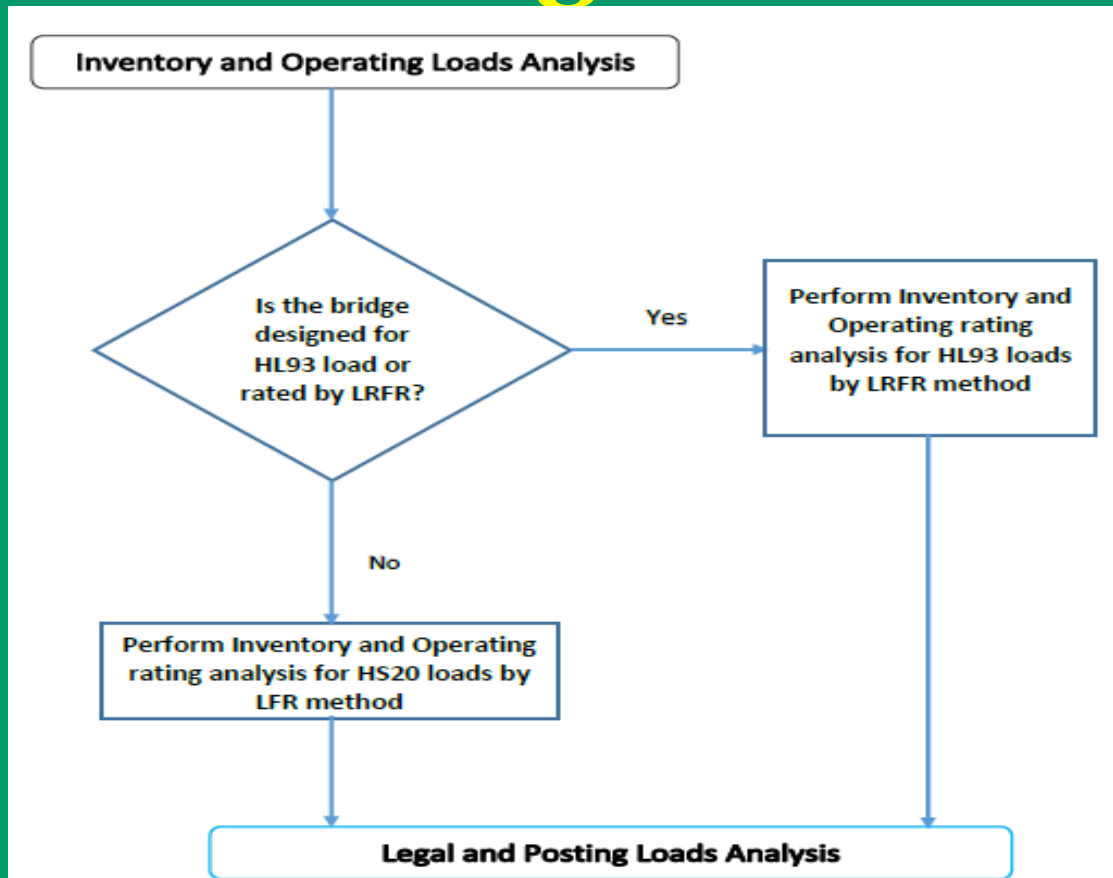 Inventory and Operating Loads Analysis
Is the bridge
designed for
HL93 load or
rated by LRFR?
Yes
Perform Inventory and
Operating rating
analysis for HL93 loads
by LRFR method
No
Perform Inventory and Operating
rating analysis for HS20 loads by
LFR method
Legal and Posting Loads Analysis